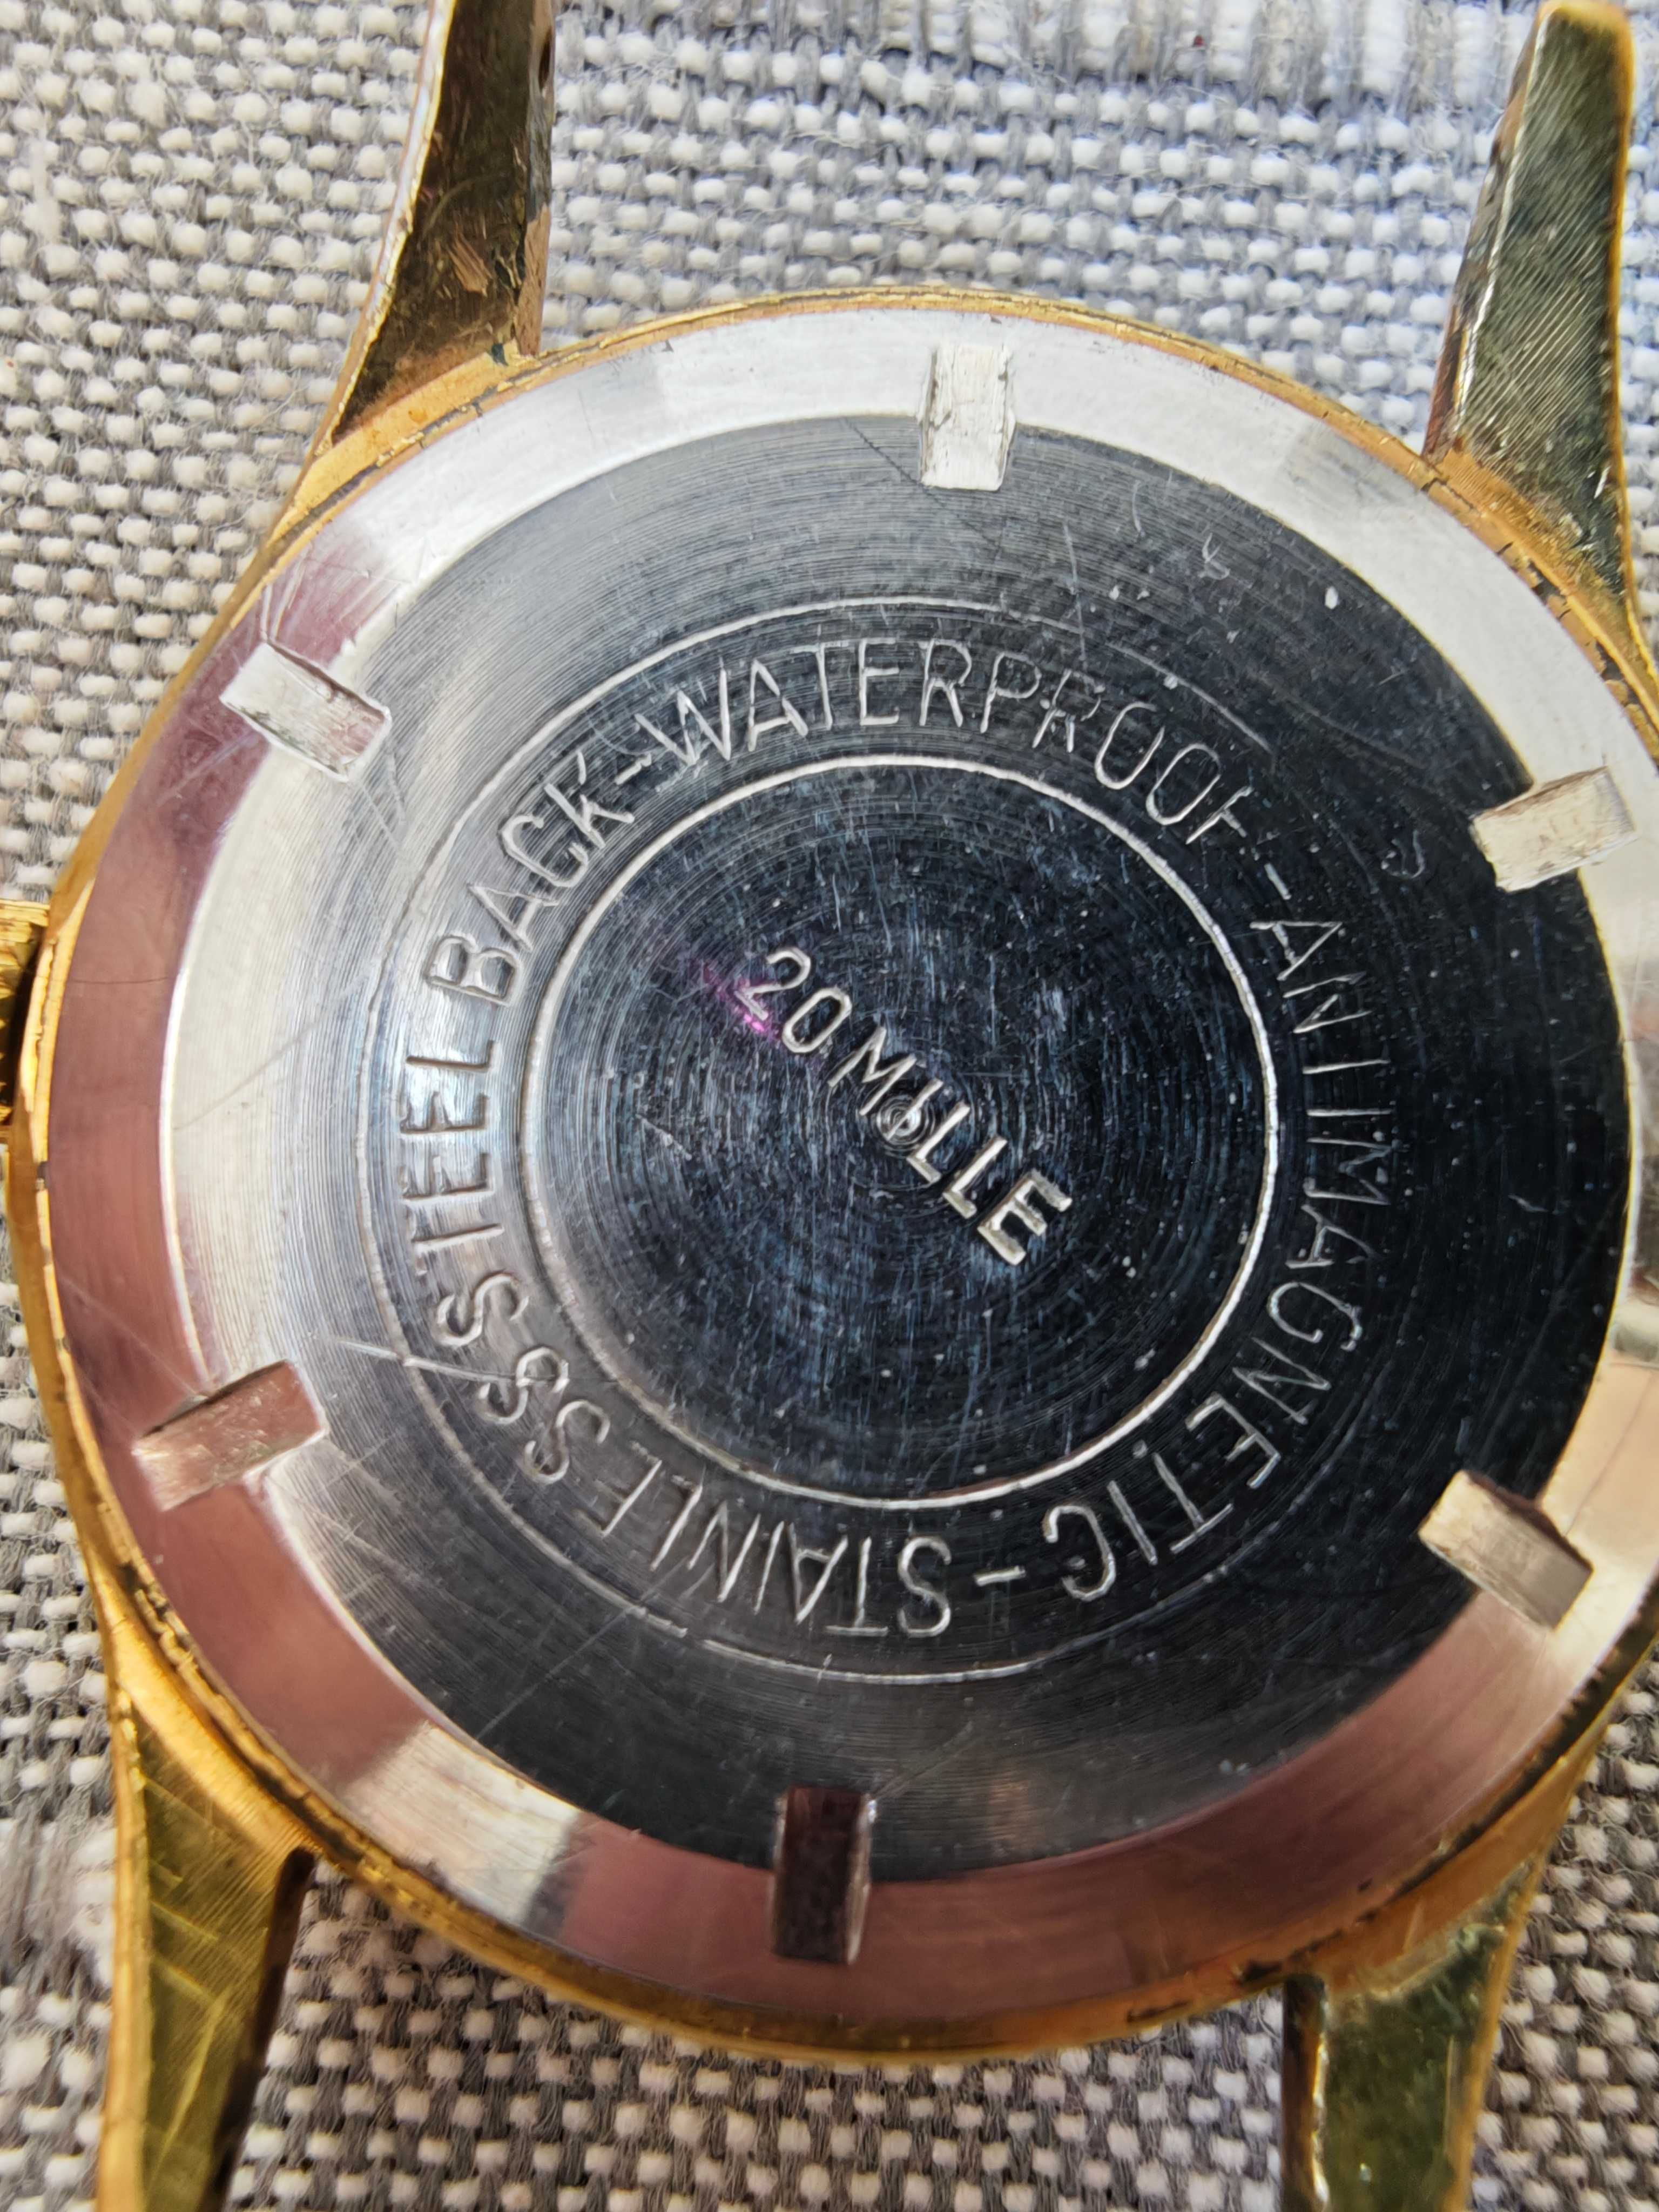 STAINLESS STEEL BACK-WATERPROOF-ANTIMAGNETIC-
20 MILLE